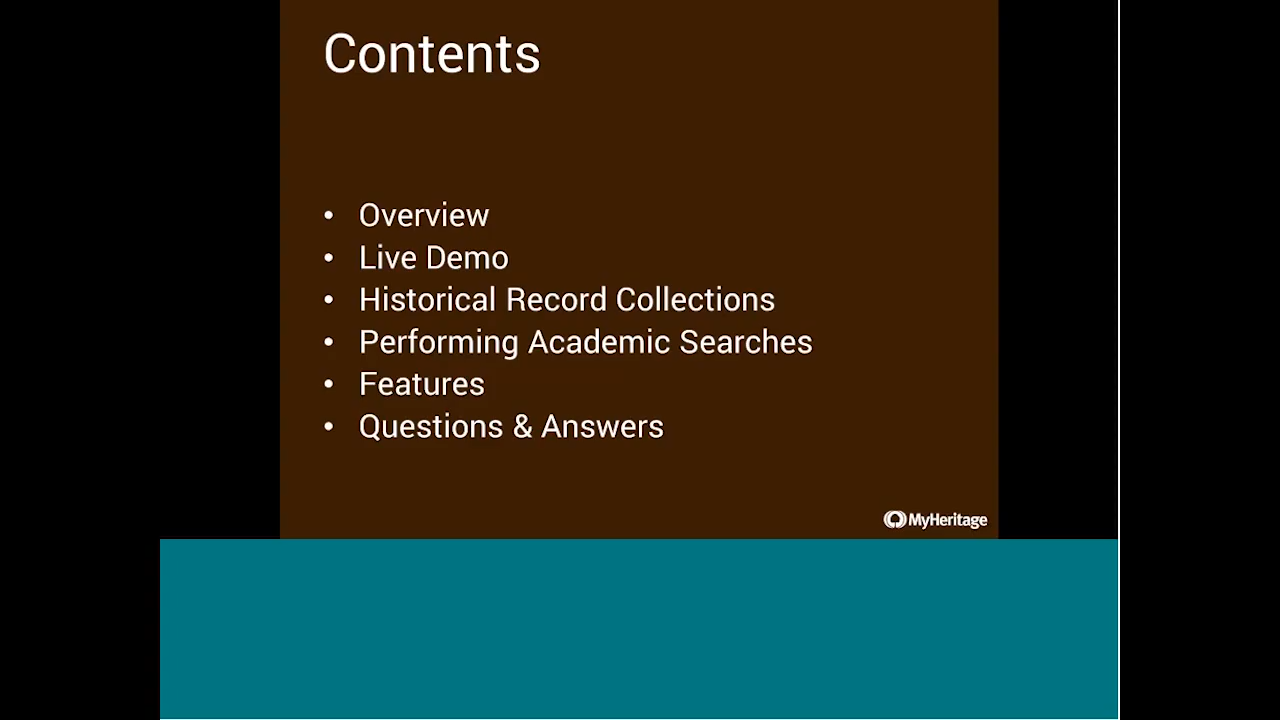 Contents
• Overview
• Live Demo
• Historical Record Collections
• Performing Academic Searches
• Features
• Questions & Answers
MyHeritage